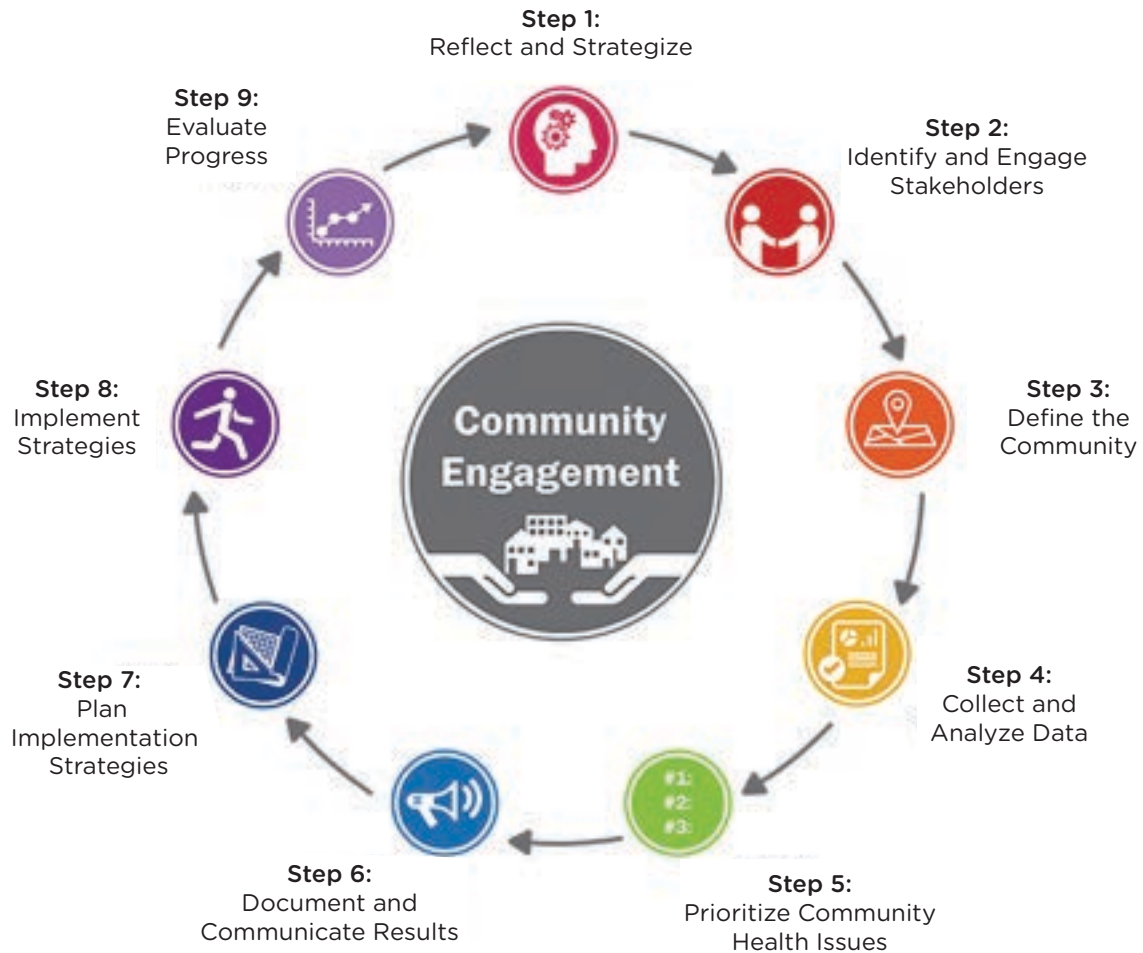 Step 1:
Reflect and Strategize
Step 2:
Identify and Engage
Stakeholders
Step 3:
Define the
Community
Step 4:
Collect and
Analyze Data
#1:
#2:
#3:
Step 5:
Prioritize Community
Health Issues
Step 6:
Document and
Communicate Results
Step 7:
Plan
Implementation
Strategies
Step 8:
Implement
Strategies
Step 9:
Evaluate
Progress
Community
Engagement